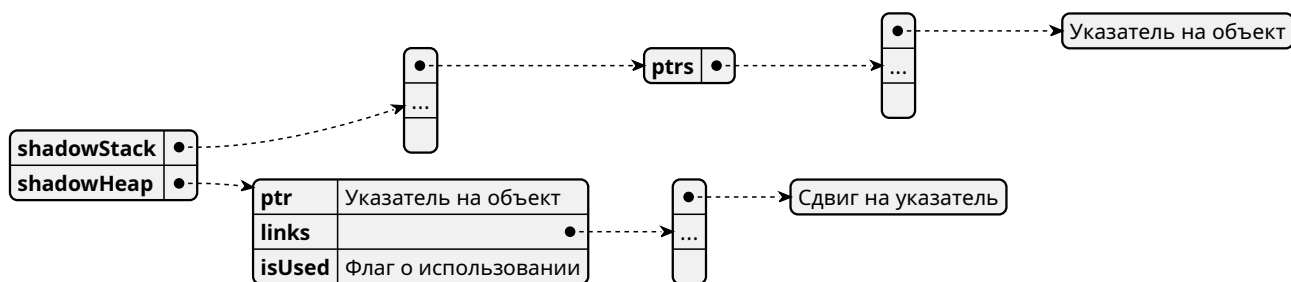 shadowStack
shadowHeap
...
ptrs
...
Указатель на объект
ptr Указатель на объект
links
isUsed Флаг о использовании
...
Сдвиг на указатель